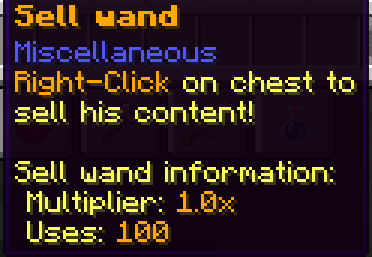 Sell wand
Miscellaneous
Right-Click on chest to
sell his content!
Sell wand information:
Multiplier: 1.0x
Uses: 100